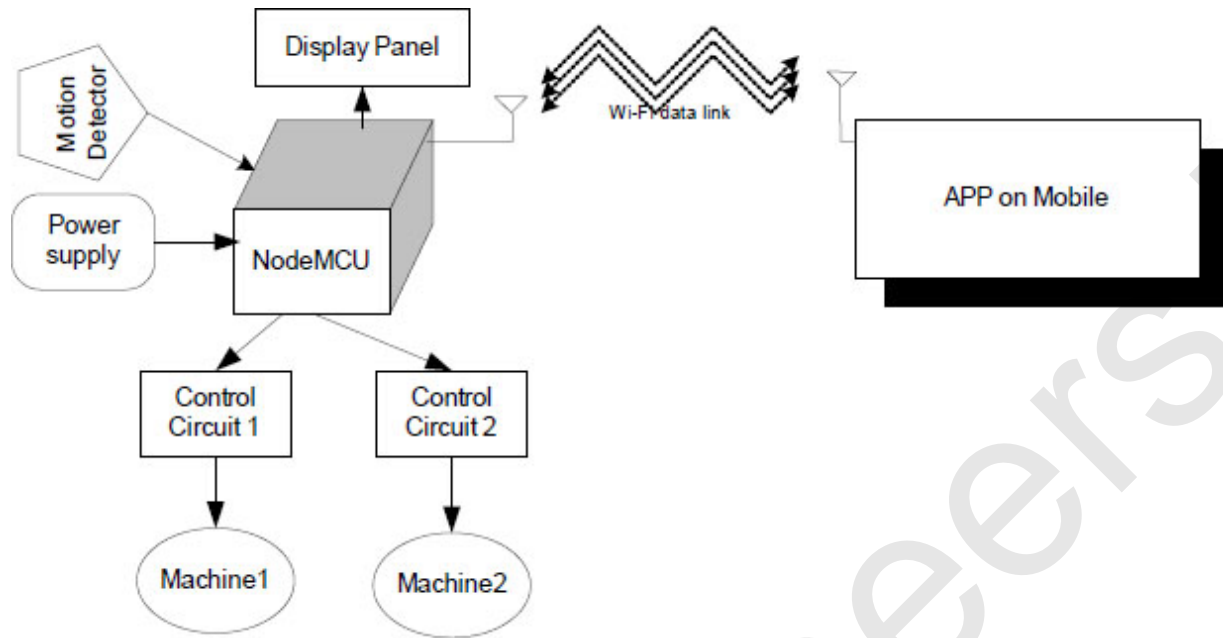 Display Panel
Motion
Detector
Wi-Fi data link
Power
supply
NodeMCU
APP on Mobile
Control
Circuit 1
Control
Circuit 2
Machine1
Machine2
eers